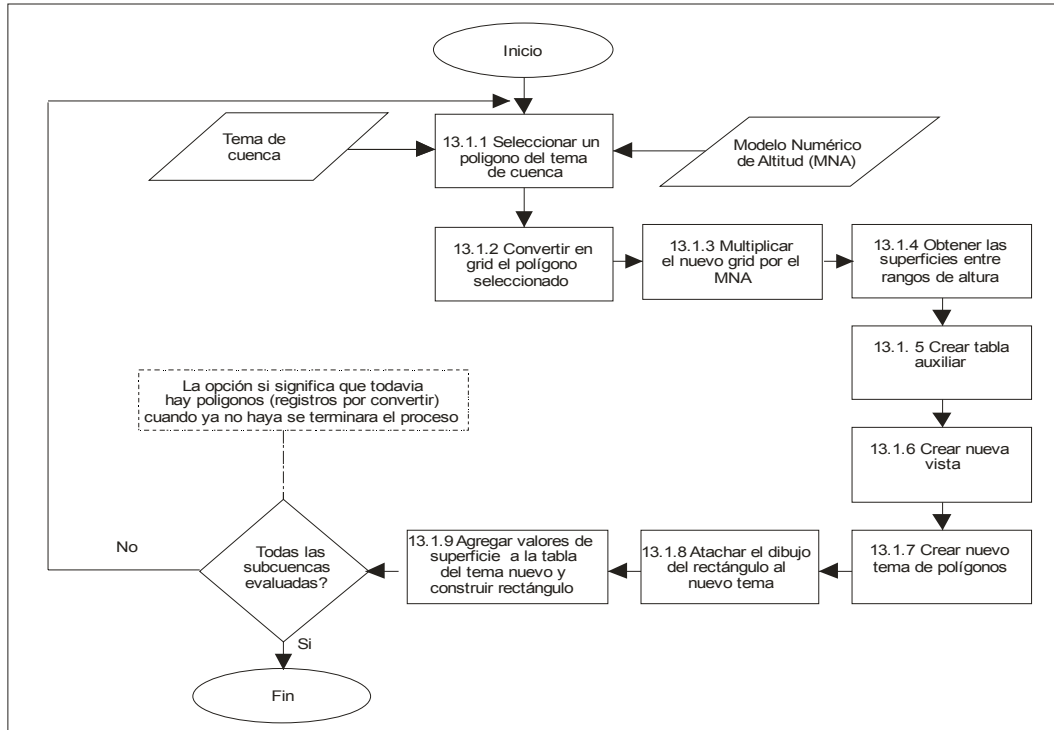 Inicio
Tema de
cuenca
13.1.1 Seleccionar un
poligono del tema
de cuenca
Modelo Numérico
de Altitud (MNA)
13.1.2 Convertir en
grid el polígono
seleccionado
13.1.3 Multiplicar
el nuevo grid por el
MNA
13.1.4 Obtener las
superficies entre
rangos de altura
13.1. 5 Crear tabla
auxiliar
La opción si significa que todavia
hay poligonos (registros por convertir)
cuando ya no haya se terminara el proceso
13.1.6 Crear nueva
vista
No
Todas las
subcuencas
evaluadas?
13.1.9 Agregar valores de
superficie a la tabla
del tema nuevo y
construir rectángulo
13.1.8 Atachar el dibujo
del rectángulo al
nuevo tema
13.1.7 Crear nuevo
tema de polígonos
Si
Fin